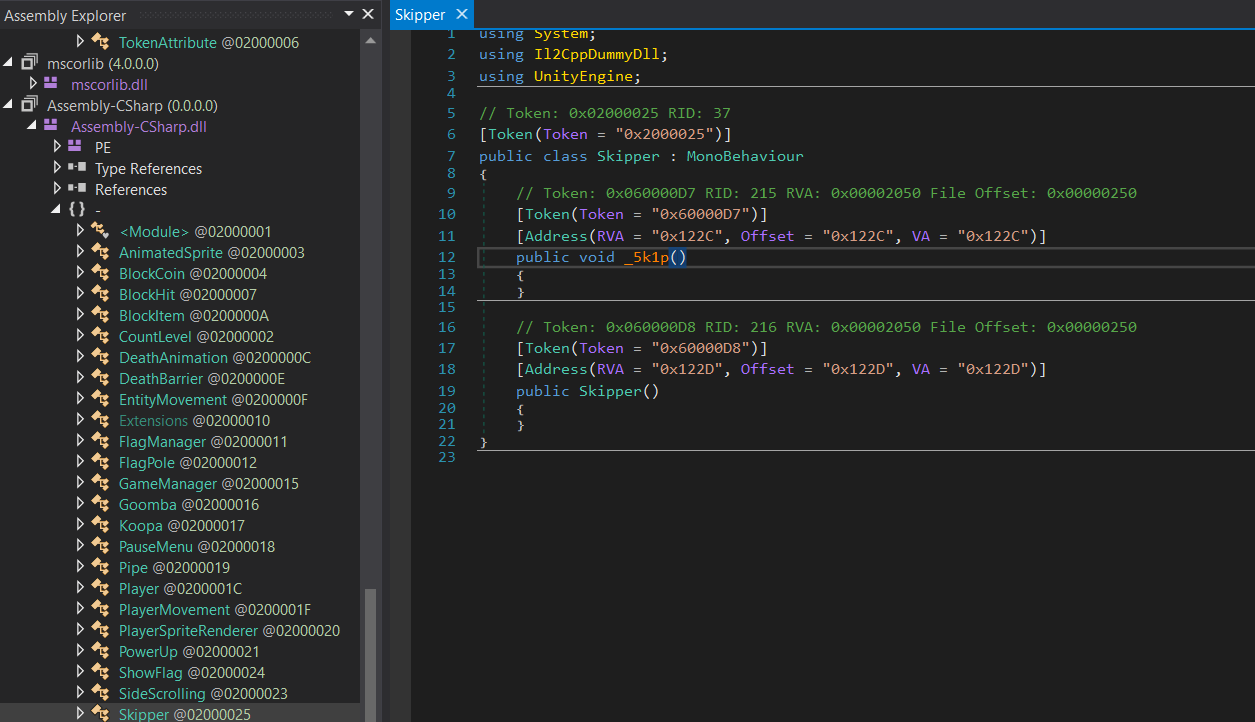 Assembly Explorer
TokenAttribute @02000006
mscorlib (4.0.0.0)
mscorlib.dll
Assembly-CSharp (0.0.0.0)
Assembly-CSharp.dll
PE
Type References
References
{ } -
<Module> @02000001
AnimatedSprite @02000003
BlockCoin @02000004
BlockHit @02000007
BlockItem @0200000A
CountLevel @02000002
DeathAnimation @0200000C
DeathBarrier @0200000E
EntityMovement @0200000F
Extensions @02000010
FlagManager @02000011
FlagPole @02000012
GameManager @02000015
Goomba @02000016
Koopa @02000017
PauseMenu @02000018
Pipe @02000019
Player @0200001C
PlayerMovement @0200001F
PlayerSpriteRenderer @02000020
PowerUp @02000021
ShowFlag @02000024
SideScrolling @02000023
Skipper @02000025
Skipper
1 using System;
2 using Il2CppDummyDll;
3 using UnityEngine;
4
5 // Token: 0x02000025 RID: 37
6 [Token(Token = "0x2000025")]
7 public class Skipper : MonoBehaviour
8 {
9 // Token: 0x060000D7 RID: 215 RVA: 0x00002050 File Offset: 0x00000250
10 [Token(Token = "0x60000D7")]
11 [Address(RVA = "0x122C", Offset = "0x122C", VA = "0x122C")]
12 public void _5k1p()
13 {
14 }
15
16 // Token: 0x060000D8 RID: 216 RVA: 0x00002050 File Offset: 0x00000250
17 [Token(Token = "0x60000D8")]
18 [Address(RVA = "0x122D", Offset = "0x122D", VA = "0x122D")]
19 public Skipper()
20 {
21 }
22 }
23